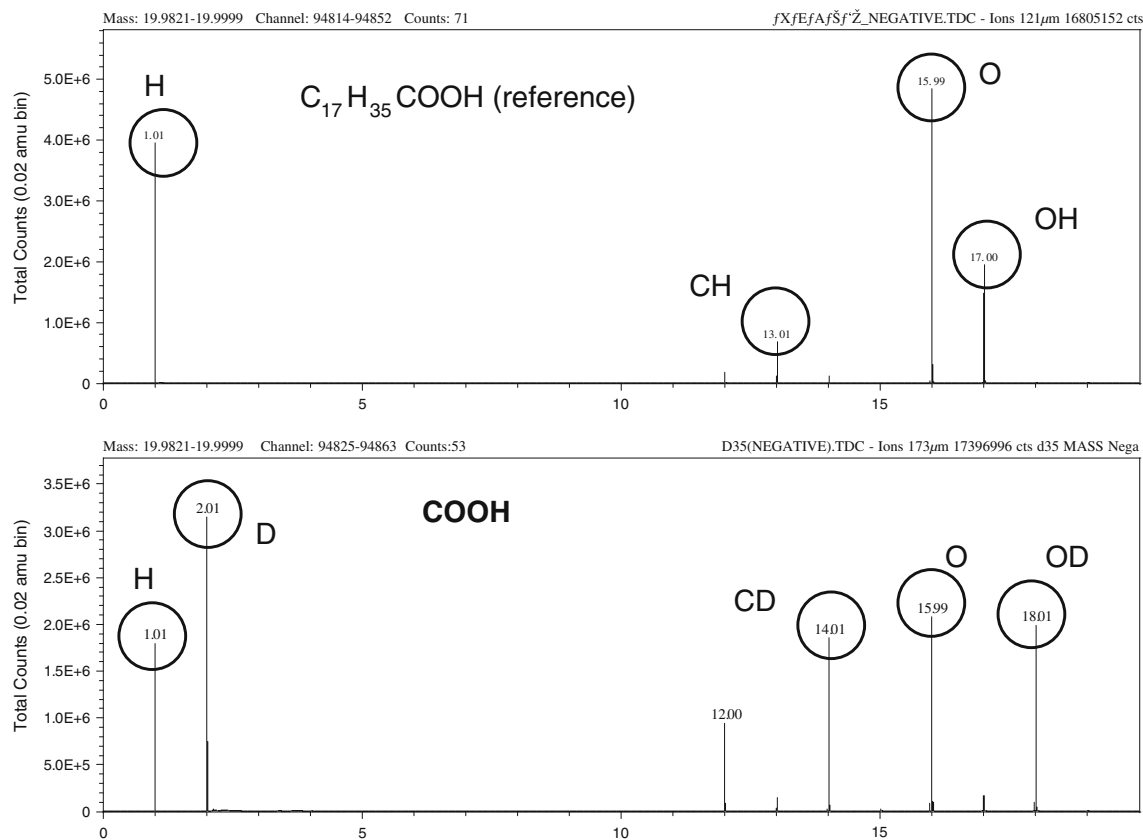 Mass: 19.9821-19.9999 Channel: 94814-94852 Counts: 71 ƒXƒEƒAƒŠƒ‘Ž_NEGATIVE.TDC - Ions 121µm 16805152 cts
H
C17H35COOH (reference)
O
15.99
5.0E+6
1.01
4.0E+6
3.0E+6
OH
17.00
2.0E+6
CH
13.01
1.0E+6
0
0 5 10 15
Total Counts (0.02 amu bin)
Mass: 19.9821-19.9999 Channel: 94825-94863 Counts:53 D35(NEGATIVE).TDC - Ions 173µm 17396996 cts d35 MASS Nega
3.5E+6
2.01
COOH
D
3.0E+6
2.5E+6
H
O
OD
CD
2.0E+6
1.01
14.01
15.99
18.01
1.5E+6
1.0E+6
12.00
5.0E+5
0
0 5 10 15
Total Counts (0.02 amu bin)